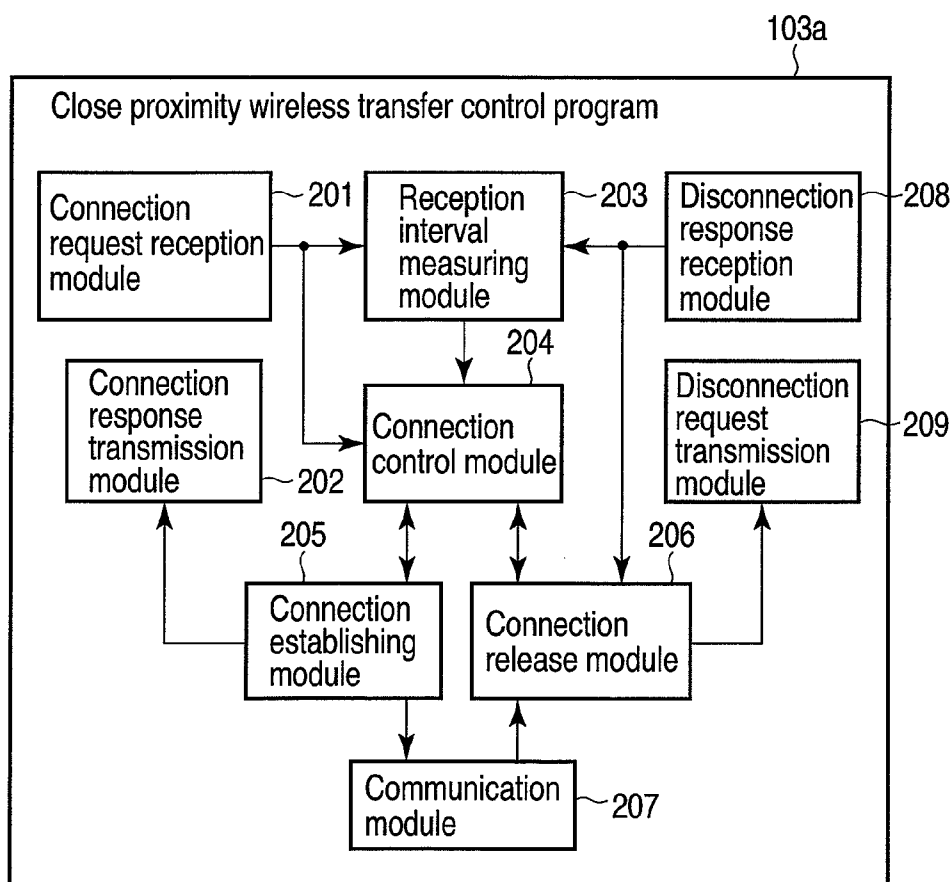 103a
Close proximity wireless transfer control program
201
Connection
request reception
module
203
Reception
interval
measuring
module
208
Disconnection
response
reception
module
204
Connection
control module
Connection
response
transmission
module
202
Disconnection
request
transmission
module
209
205
Connection
establishing
module
206
Connection
release module
Communication
module
207